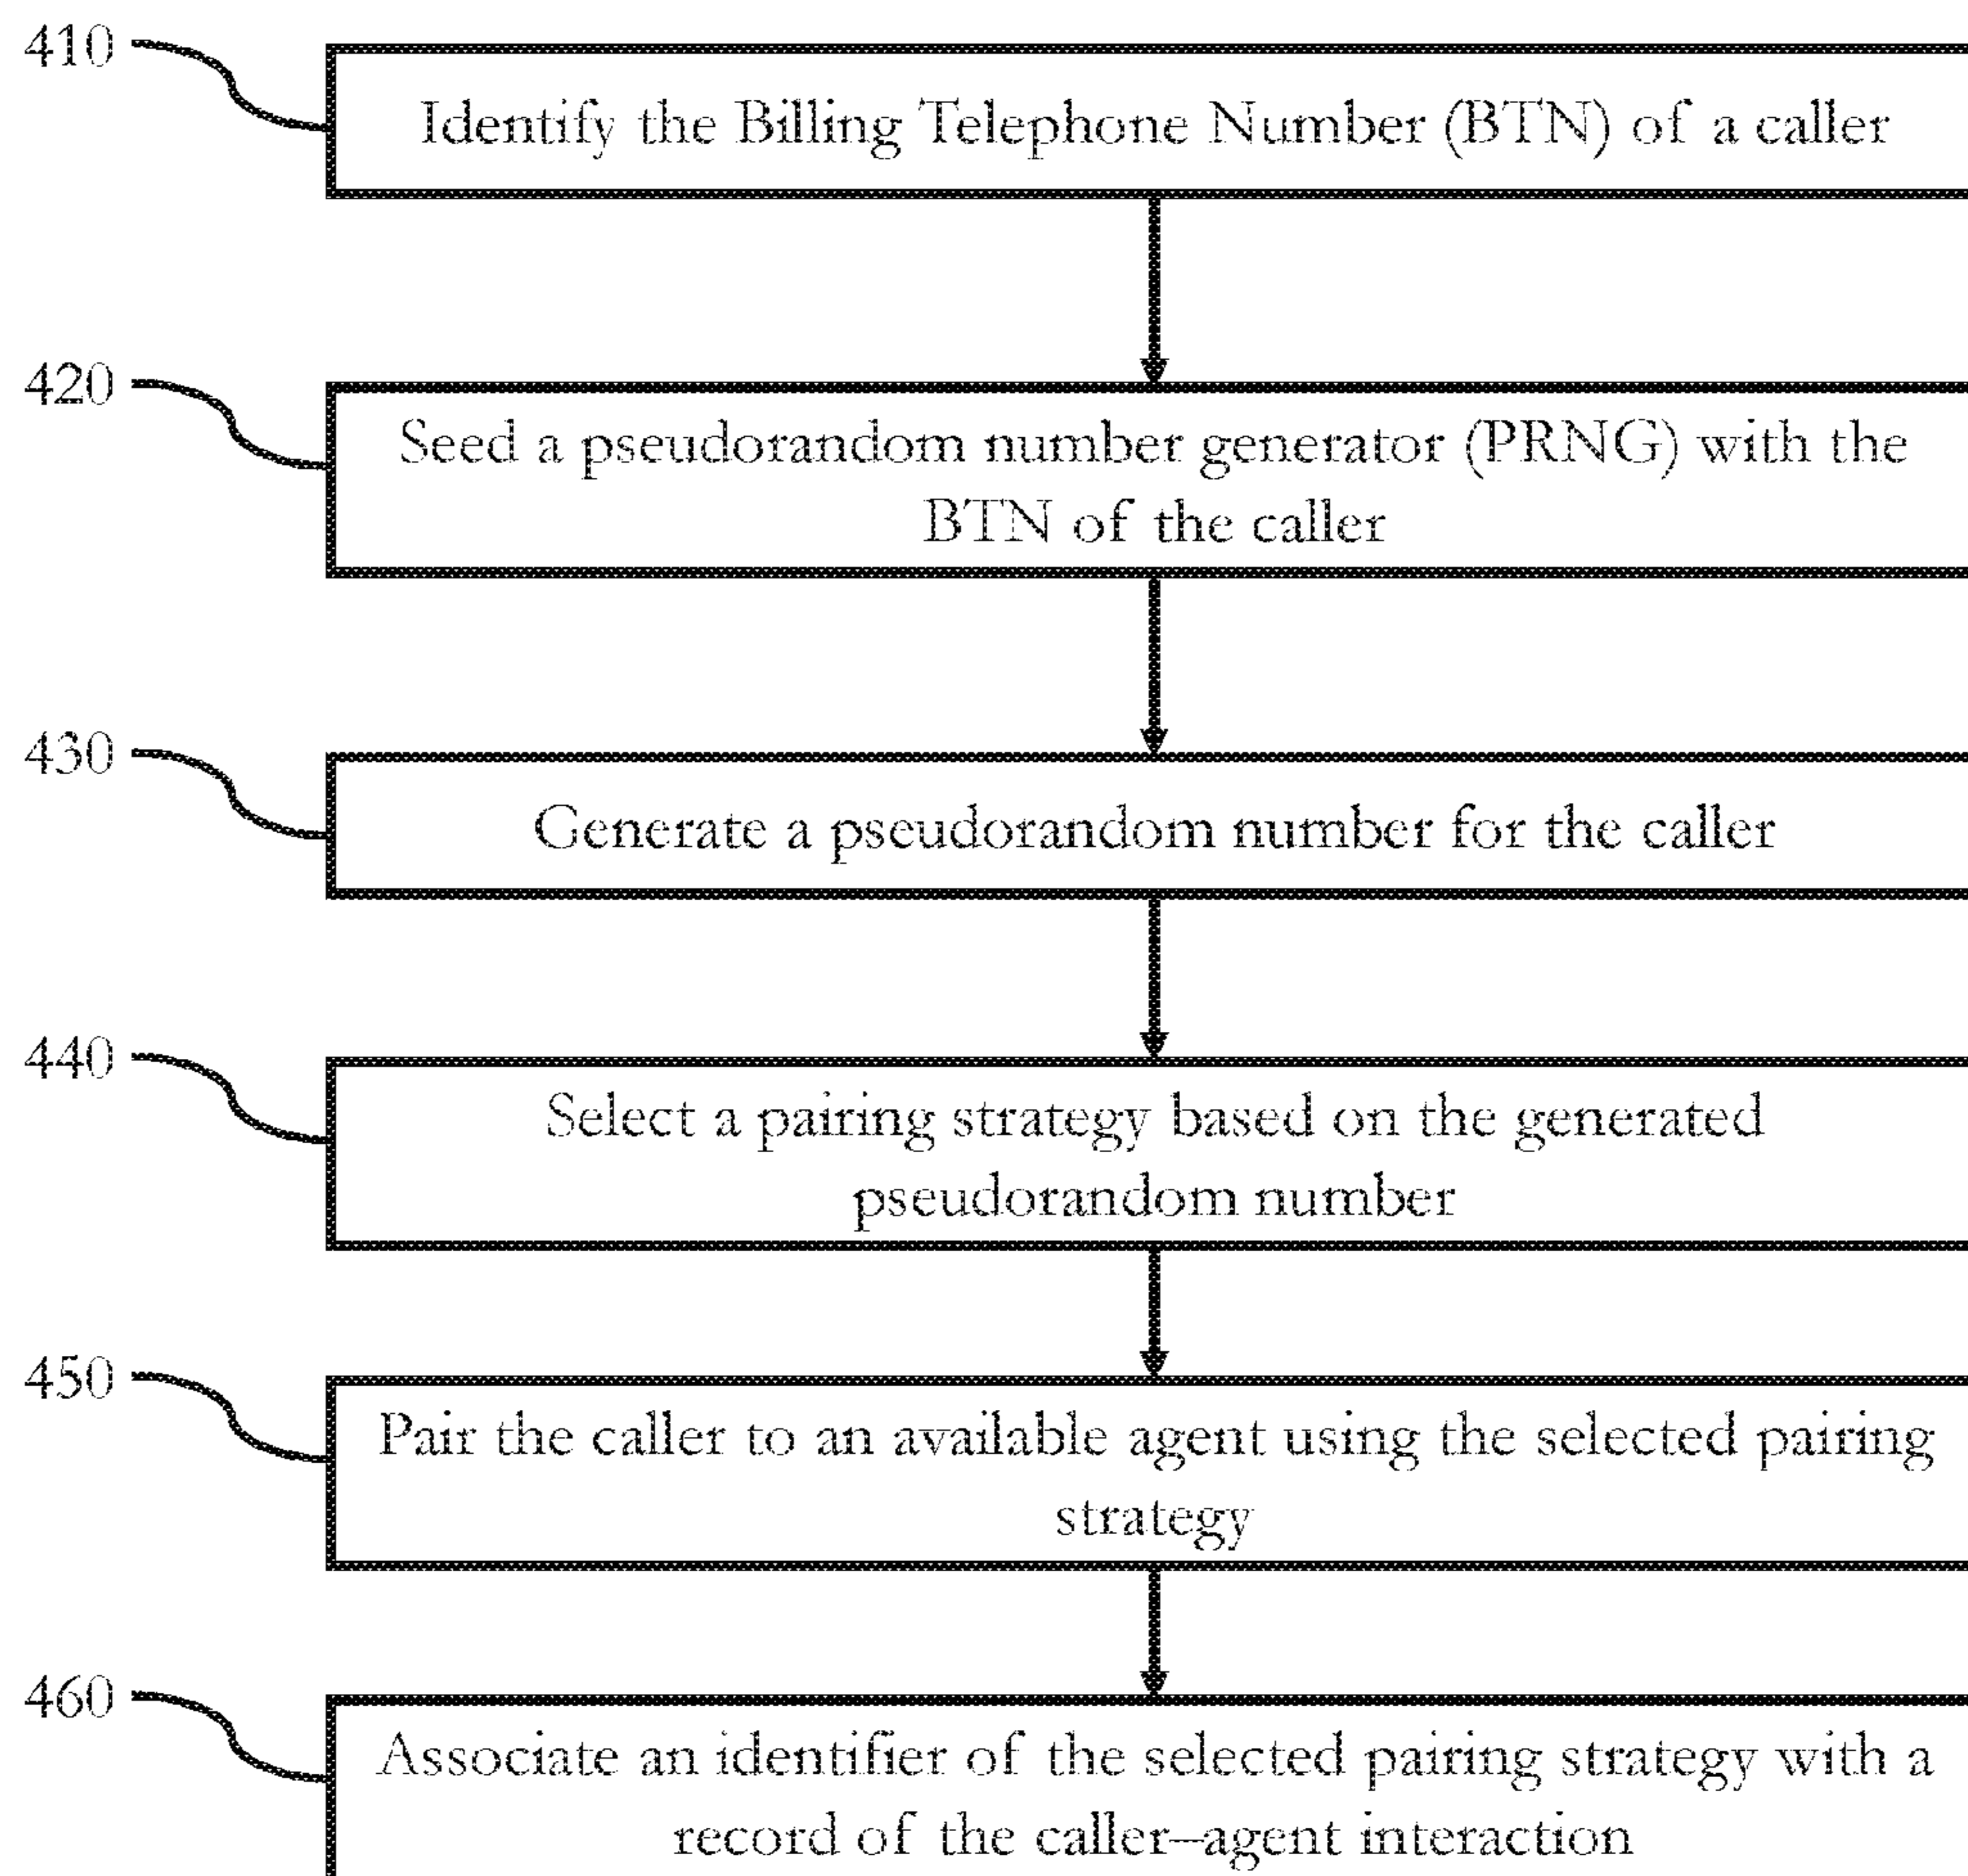 410
Identify the Billing Telephone Number (BTN) of a caller
420
Seed a pseudorandom number generator (PRNG) with the
BTN of the caller
430
Generate a pseudorandom number for the caller
440
Select a pairing strategy based on the generated
pseudorandom number
450
Pair the caller to an available agent using the selected pairing
strategy
460
Associate an identifier of the selected pairing strategy with a
record of the caller–agent interaction